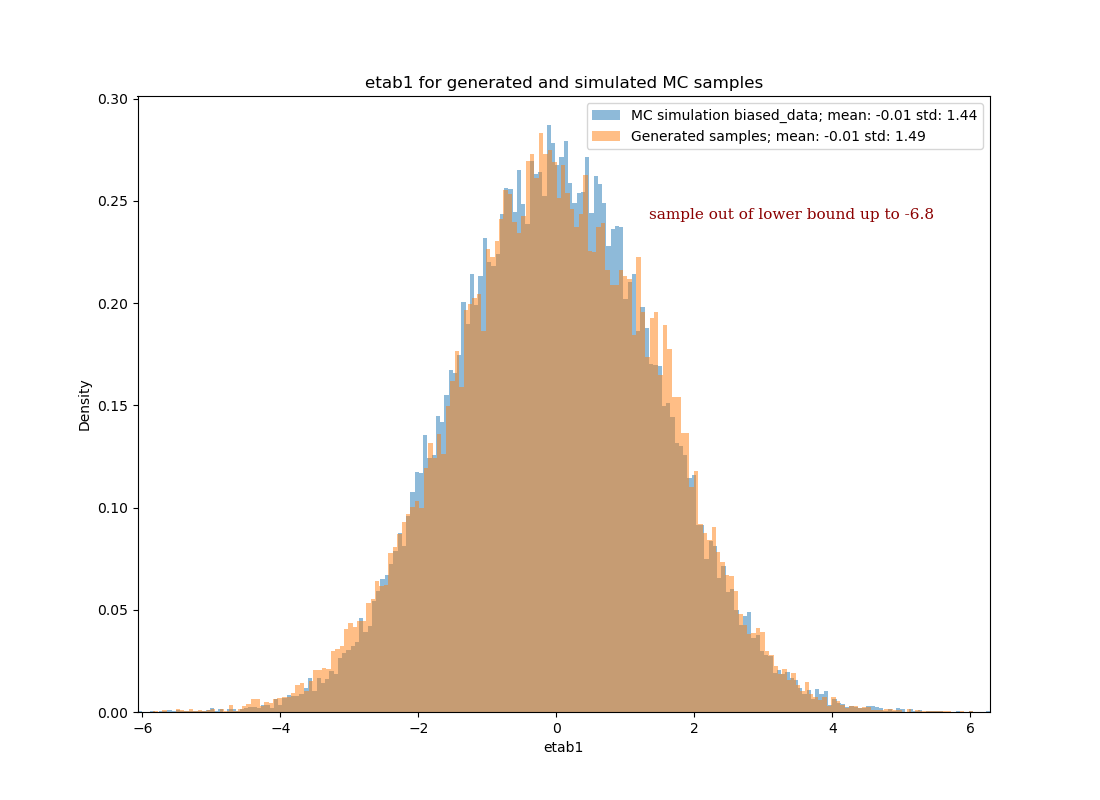 etab1 for generated and simulated MC samples
MC simulation biased_data; mean: -0.01 std: 1.44
Generated samples; mean: -0.01 std: 1.49
sample out of lower bound up to -6.8
0.30
0.25
0.20
0.15
0.10
0.05
0.00
Density
−6 −4 −2 0 2 4 6
etab1